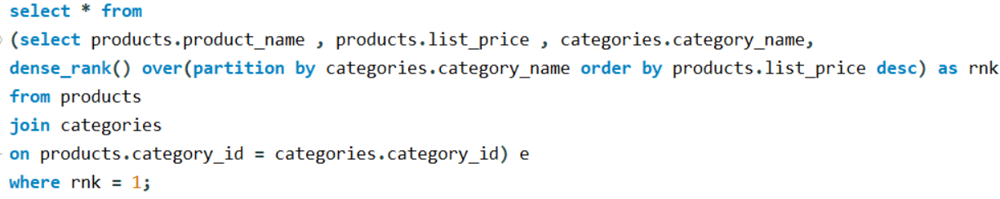 select * from
(select products.product_name , products.list_price , categories.category_name,
dense_rank() over(partition by categories.category_name order by products.list_price desc) as rnk
from products
join categories
on products.category_id = categories.category_id) e
where rnk = 1;